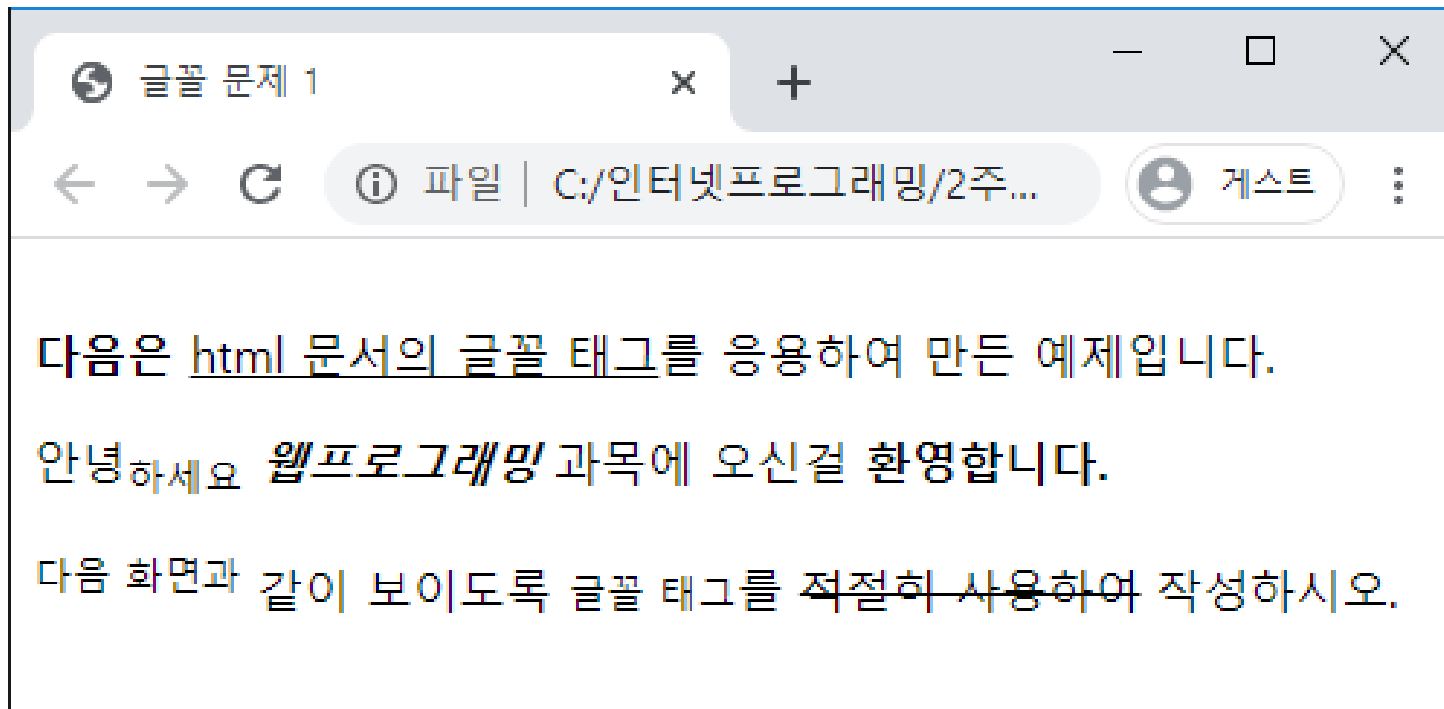 글꼴 문제 1
파일 | C:/인터넷프로그래밍/2주...
게스트
다음은 html 문서의 글꼴 태그를 응용하여 만든 예제입니다.
안녕하세요 웹프로그래밍 과목에 오신걸 환영합니다.
다음 화면과 같이 보이도록 글꼴 태그를 적절히 사용하여 작성하시오.